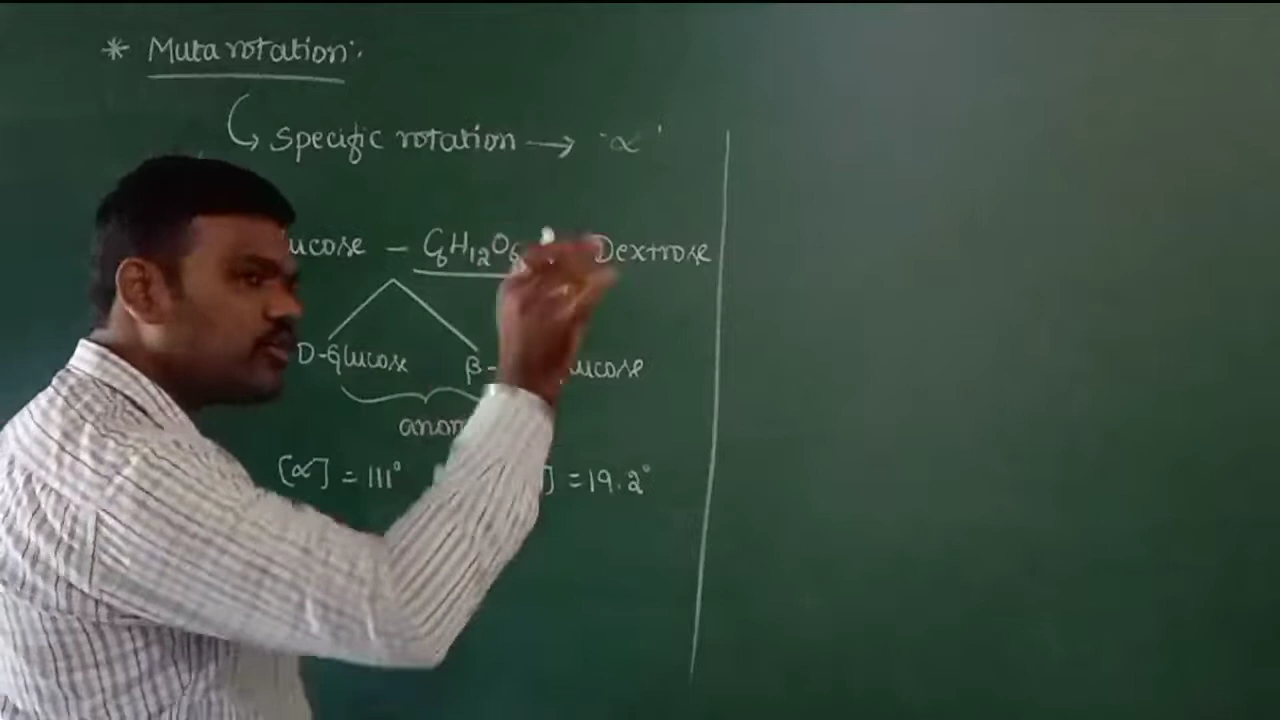 * Mutarotation:
Specific rotation → 'α'
ucose - C6H12O6 Dextrose
D-Glucose β- ucose
anom
[α] = 111° ] = 19.2°